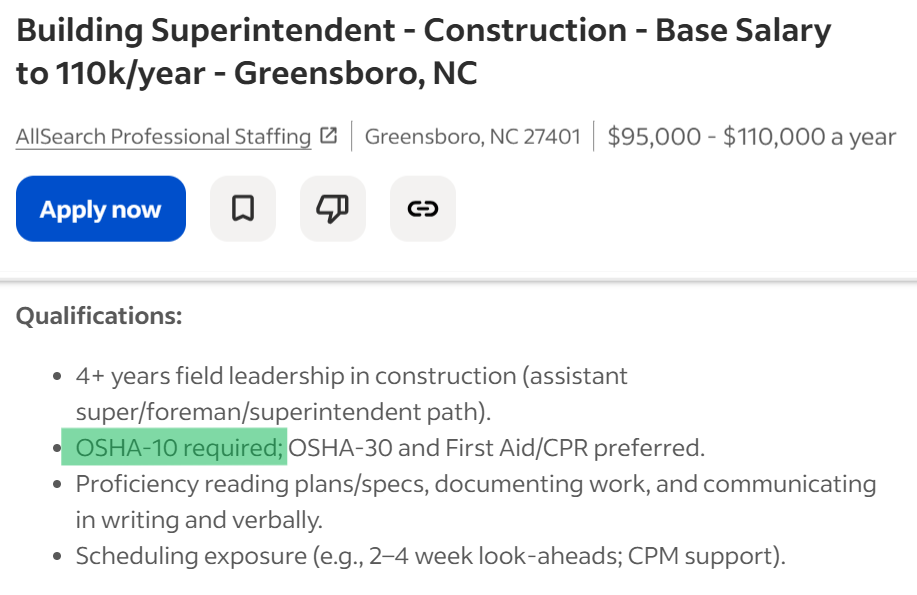 Building Superintendent - Construction - Base Salary
to 110k/year - Greensboro, NC
AllSearch Professional Staffing Greensboro, NC 27401 $95,000 - $110,000 a year
Apply now
Qualifications:
• 4+ years field leadership in construction (assistant
super/foreman/superintendent path).
• OSHA-10 required; OSHA-30 and First Aid/CPR preferred.
• Proficiency reading plans/specs, documenting work, and communicating
in writing and verbally.
• Scheduling exposure (e.g., 2–4 week look-aheads; CPM support).